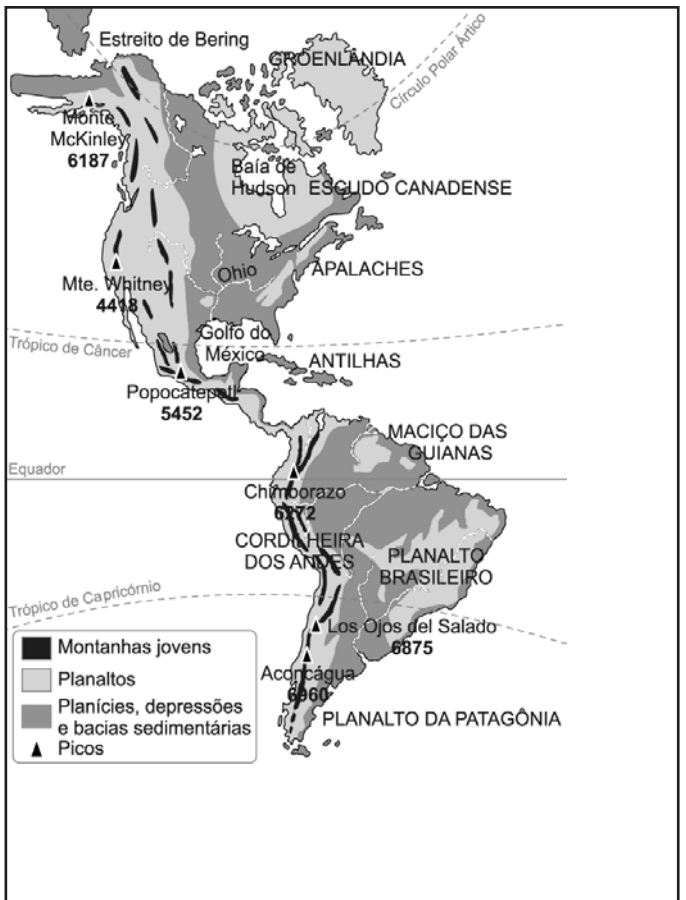 Estreito de Bering
GROENLÂNDIA
Círculo Polar Ártico
Monte
McKinley
6187
Baía de
Hudson
ESCUDO CANADENSE
Ohio
APALACHES
Mte. Whitney
4418
Golfo do
México
Trópico de Câncer
ANTILHAS
Popocatepetl
5452
MACIÇO DAS
GUIANAS
Equador
Chimborazo
6272
CORDILHEIRA
DOS ANDES
PLANALTO
BRASILEIRO
Trópico de Capricórnio
Los Ojos del Salado
6875
Aconcágua
6960
PLANALTO DA PATAGÔNIA
Montanhas jovens
Planaltos
Planícies, depressões
e bacias sedimentárias
Picos